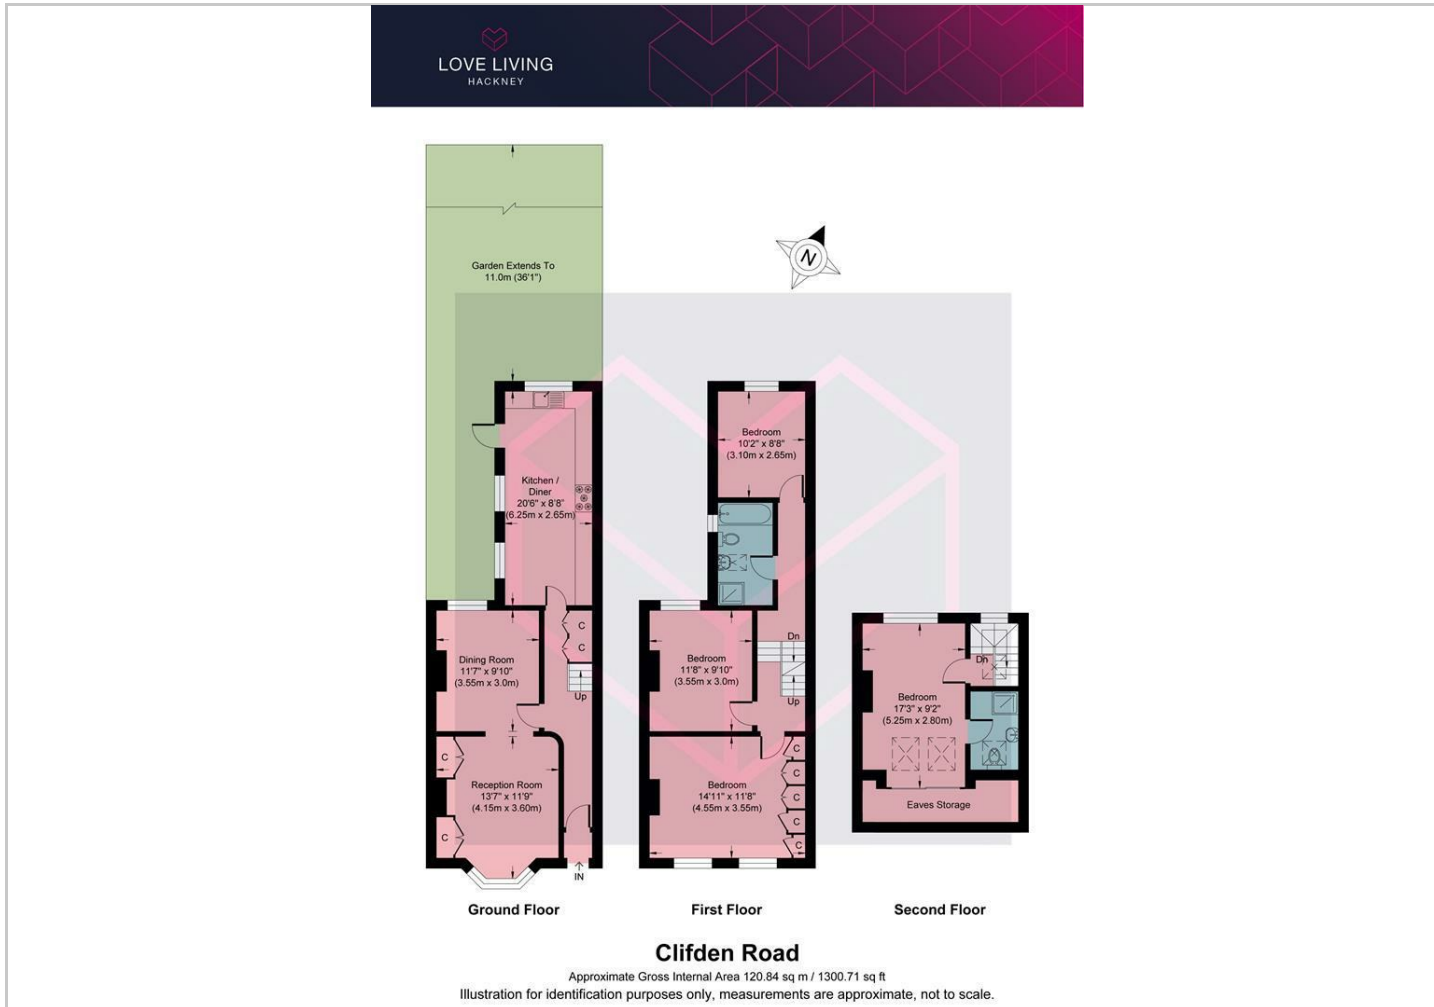 LOVE LIVING
HACKNEY
N
Garden Extends To
11.0m (36'1")
Kitchen /
Diner
20'6" x 8'8"
(6.25m x 2.65m)
C
C
Dining Room
11'7" x 9'10"
(3.55m x 3.0m)
Up
C
Reception Room
13'7" x 11'9"
(4.15m x 3.60m)
C
IN
Ground Floor
Bedroom
10'2" x 8'8"
(3.10m x 2.65m)
Dn
Bedroom
11'8" x 9'10"
(3.55m x 3.0m)
Up
Bedroom
14'11" x 11'8"
(4.55m x 3.55m)
C
C
C
C
C
First Floor
Dn
Bedroom
17'3" x 9'2"
(5.25m x 2.80m)
Eaves Storage
Second Floor
Clifden Road
Approximate Gross Internal Area 120.84 sq m / 1300.71 sq ft
Illustration for identification purposes only, measurements are approximate, not to scale.